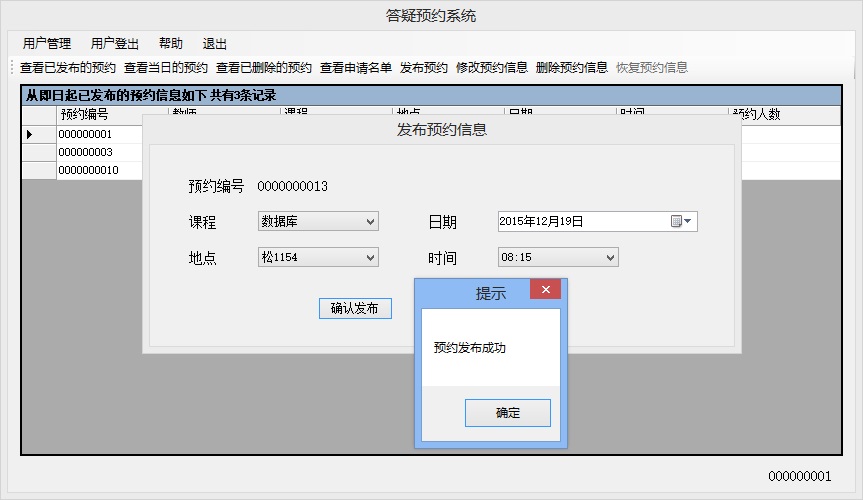 答疑预约系统
用户管理 用户登出 帮助 退出
查看已发布的预约 查看当日的预约 查看已删除的预约 查看申请名单 发布预约 修改预约信息 删除预约信息 恢复预约信息
从即日起已发布的预约信息如下 共有3条记录
预约编号 教师 课程 地点 日期 时间 预约人数
000000001
000000003
0000000010
发布预约信息
预约编号 0000000013
课程 数据库 日期 2015年12月19日
地点 松1154 时间 08:15
确认发布
提示
预约发布成功
确定
000000001